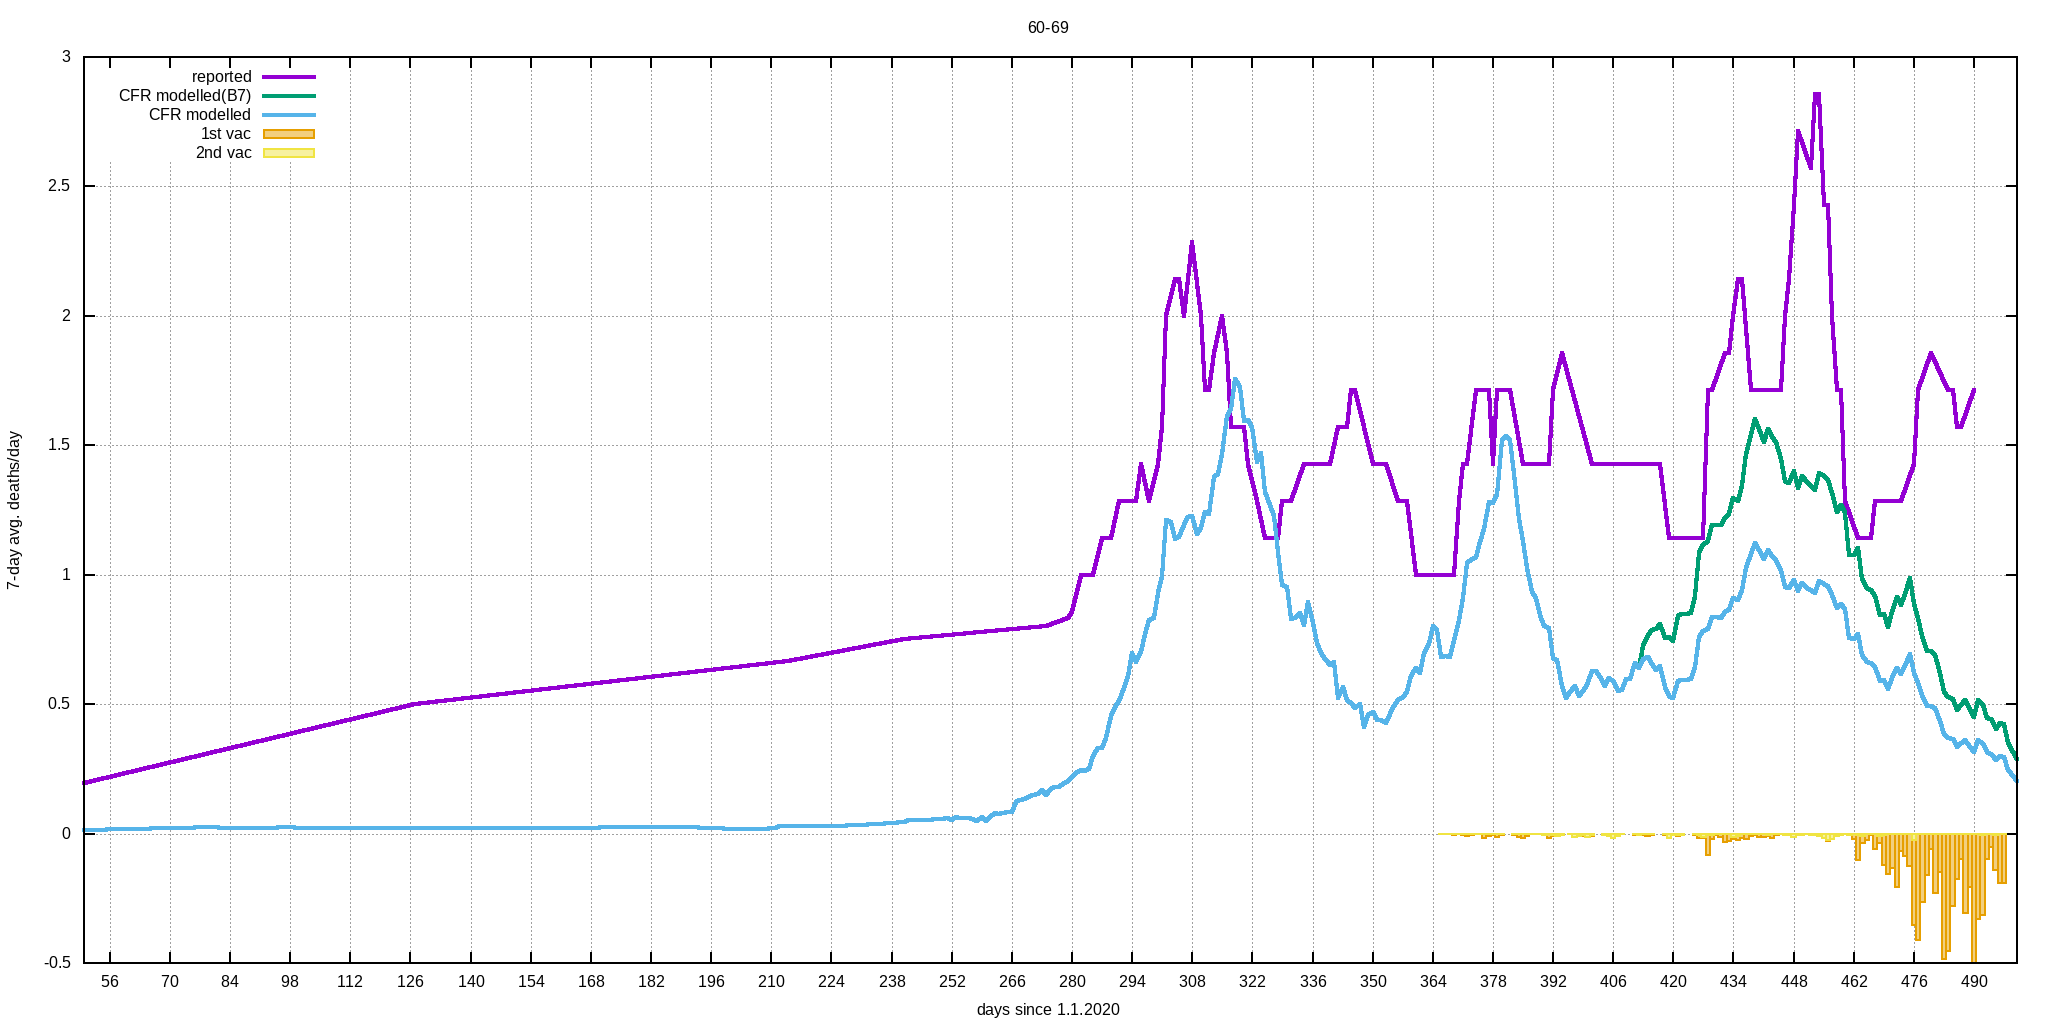 60-69
reported
CFR modelled(B7)
CFR modelled
1st vac
2nd vac
3
2.5
2
1.5
1
0.5
0
-0.5
7-day avg. deaths/day
56 70 84 98 112 126 140 154 168 182 196 210 224 238 252 266 280 294 308 322 336 350 364 378 392 406 420 434 448 462 476 490
days since 1.1.2020